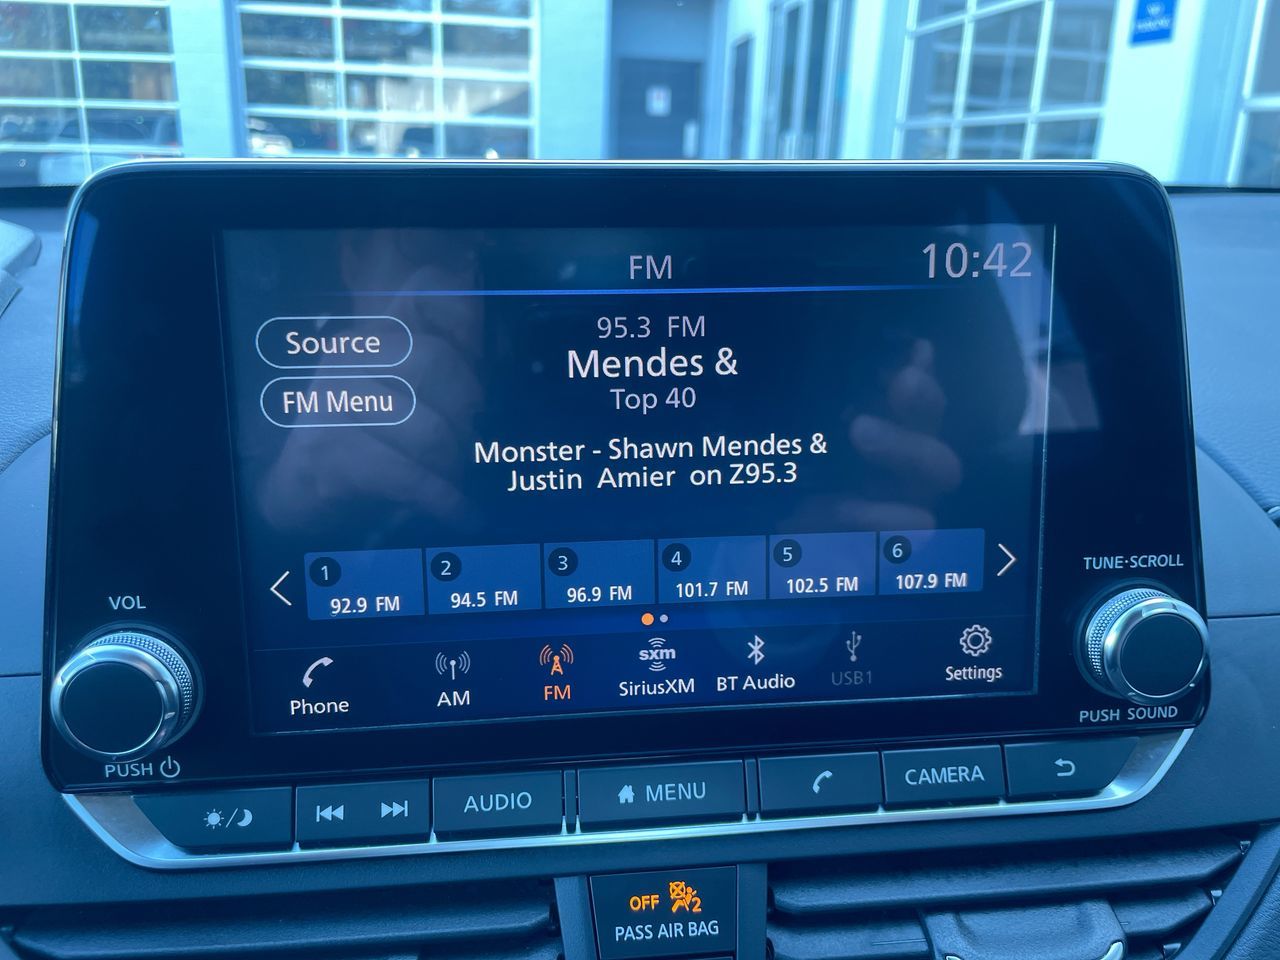 FM
10:42
Source
FM Menu
95.3 FM
Mendes &
Top 40
Monster - Shawn Mendes &
Justin Amier on Z95.3
1
92.9 FM
2
94.5 FM
3
96.9 FM
4
101.7 FM
5
102.5 FM
6
107.9 FM
Phone
AM
FM
sxm
SiriusXM
BT Audio
USB1
Settings
VOL
PUSH
TUNE·SCROLL
PUSH SOUND
AUDIO
MENU
CAMERA
OFF
2
PASS AIR BAG